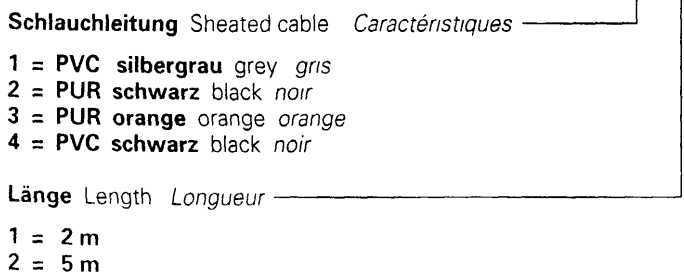 Schlauchleitung Sheated cable Caractéristiques
1 = PVC silbergrau grey gris
2 = PUR schwarz black noir
3 = PUR orange orange orange
4 = PVC schwarz black noir
Länge Length Longueur
1 = 2 m
2 = 5 m